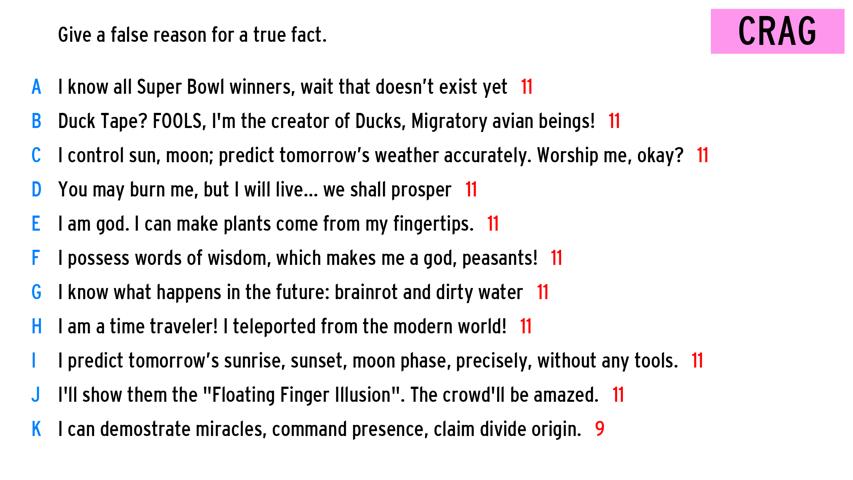 Give a false reason for a true fact.
CRAG
A I know all Super Bowl winners, wait that doesn't exist yet 11
B Duck Tape? FOOLS, I'm the creator of Ducks, Migratory avian beings! 11
C I control sun, moon; predict tomorrow's weather accurately. Worship me, okay? 11
D You may burn me, but I will live... we shall prosper 11
E I am god. I can make plants come from my fingertips. 11
F I possess words of wisdom, which makes me a god, peasants! 11
G I know what happens in the future: brainrot and dirty water 11
H I am a time traveler! I teleported from the modern world! 11
I I predict tomorrow's sunrise, sunset, moon phase, precisely, without any tools. 11
J I'll show them the "Floating Finger Illusion". The crowd'll be amazed. 11
K I can demostrate miracles, command presence, claim divide origin. 9